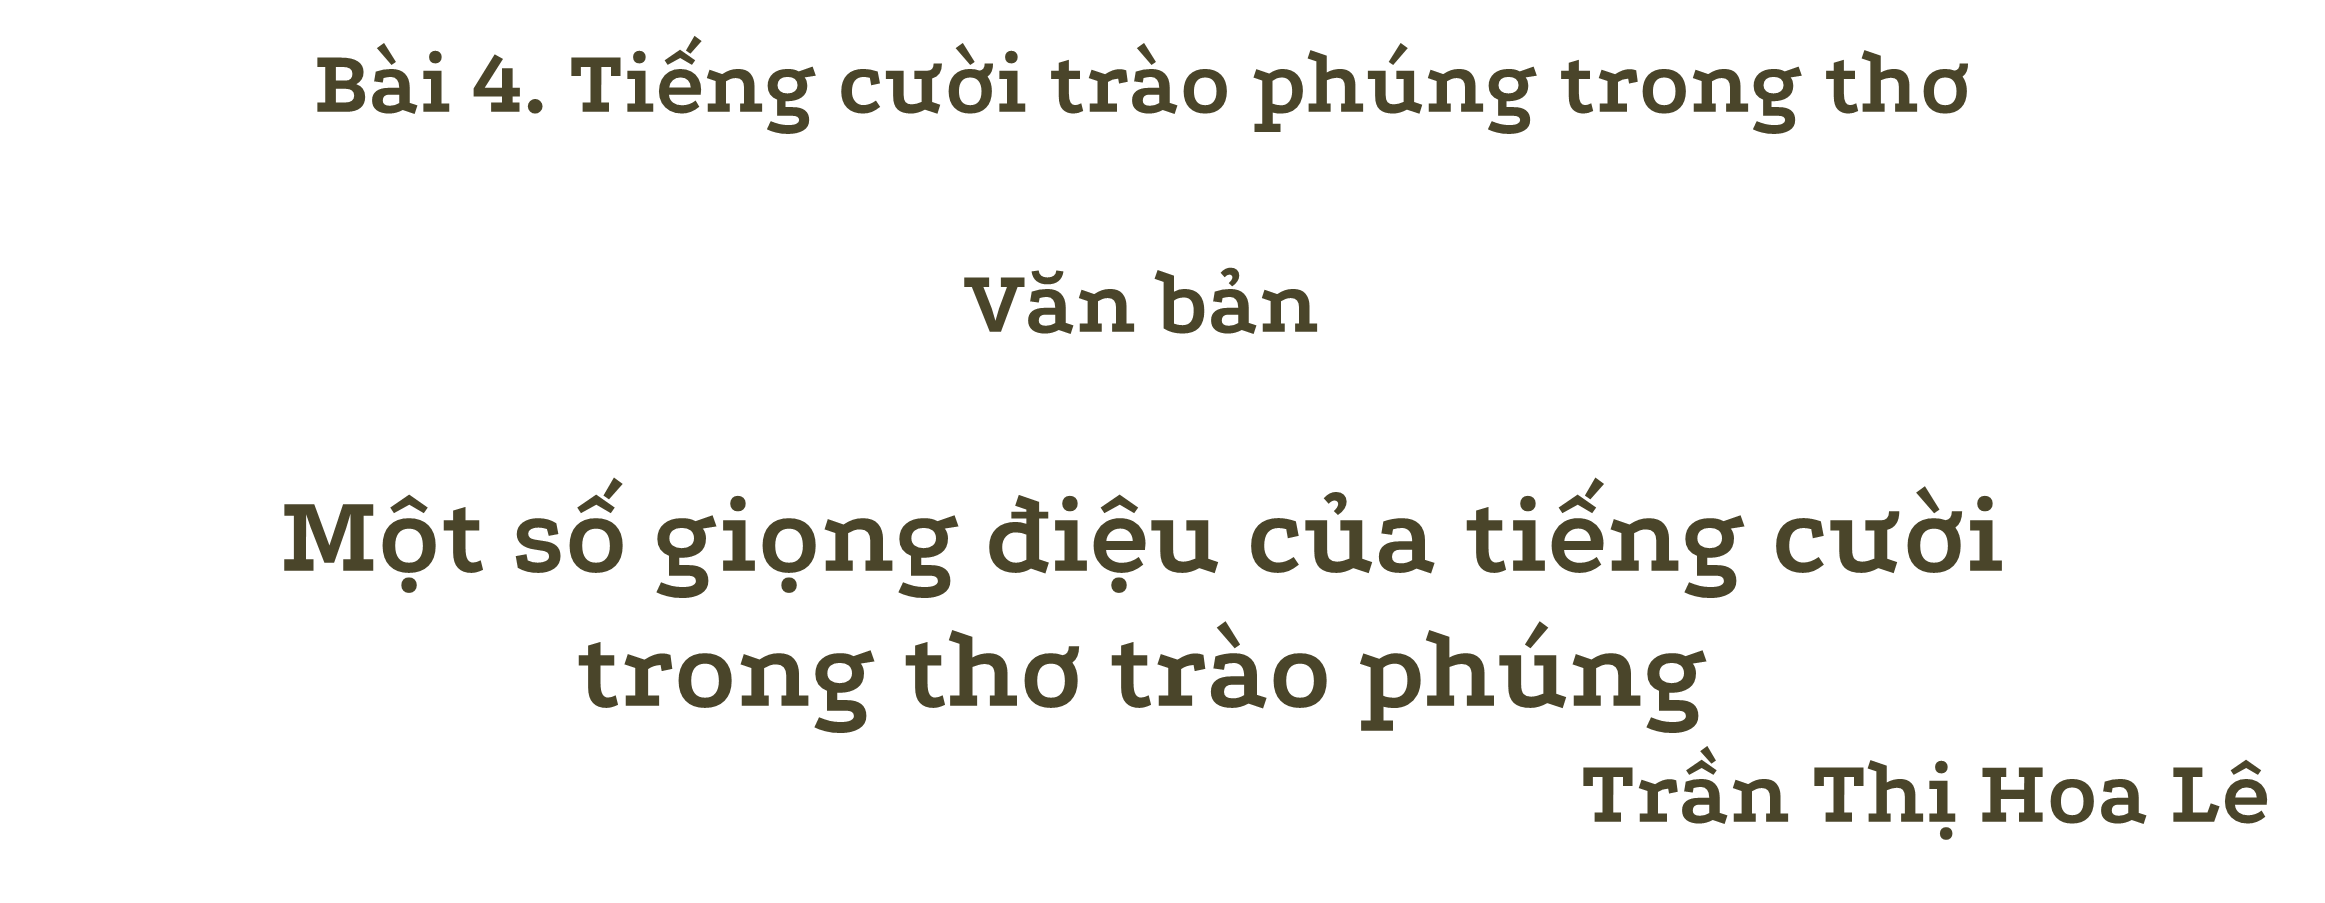 Bài 4. Tiếng cười trào phúng trong thơ
Văn bản
Một số giọng điệu của tiếng cười
trong thơ trào phúng
Trần Thị Hoa Lê